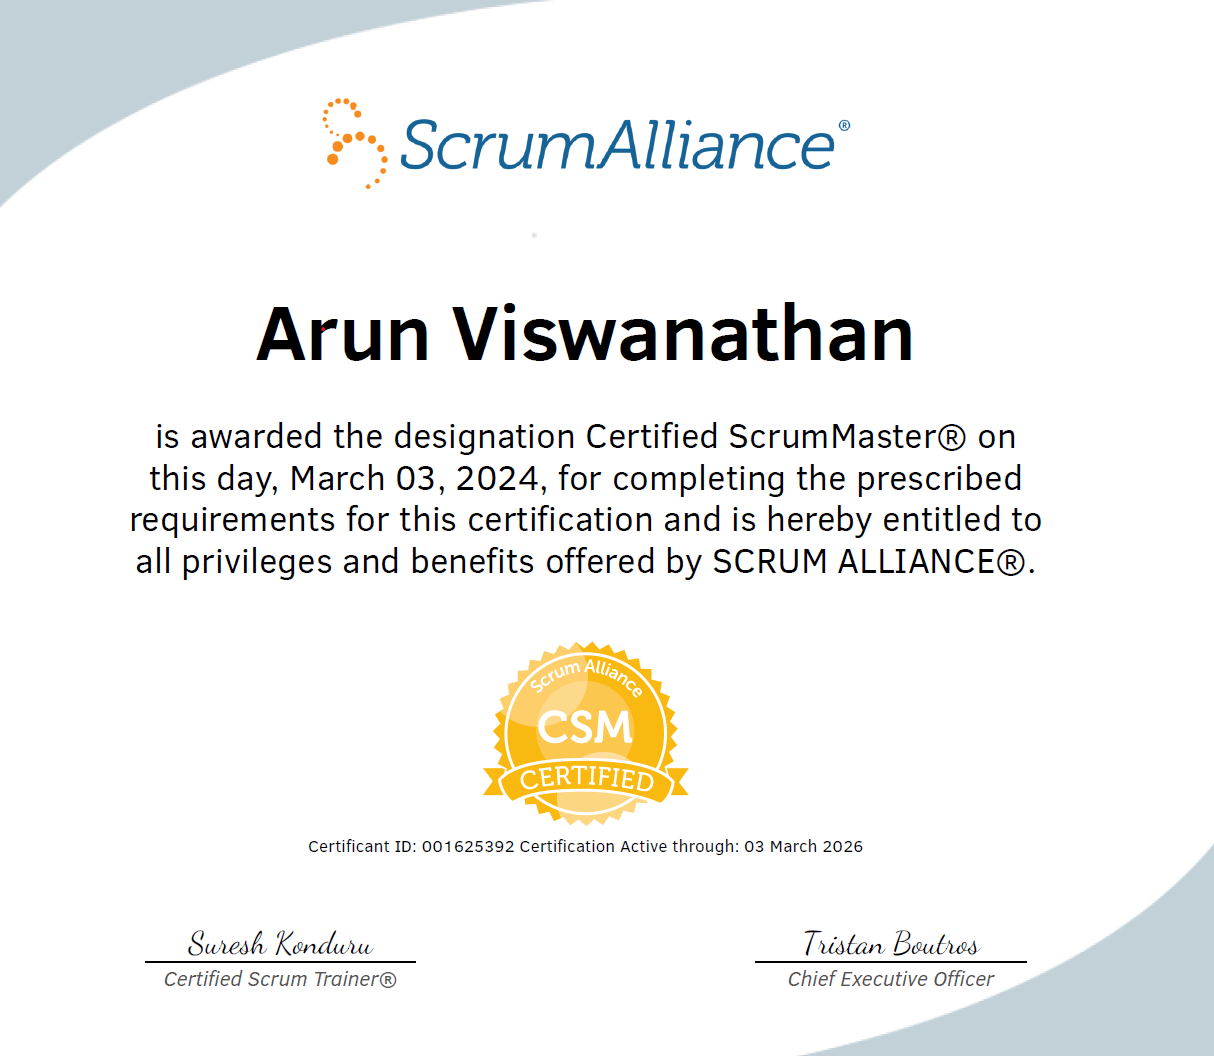 ScrumAlliance®
Arun Viswanathan
is awarded the designation Certified ScrumMaster® on
this day, March 03, 2024, for completing the prescribed
requirements for this certification and is hereby entitled to
all privileges and benefits offered by SCRUM ALLIANCE®.
Scrum Alliance
CSM
CERTIFIED
Certificant ID: 001625392 Certification Active through: 03 March 2026
Suresh Konduru
Certified Scrum Trainer®
Tristan Boutros
Chief Executive Officer